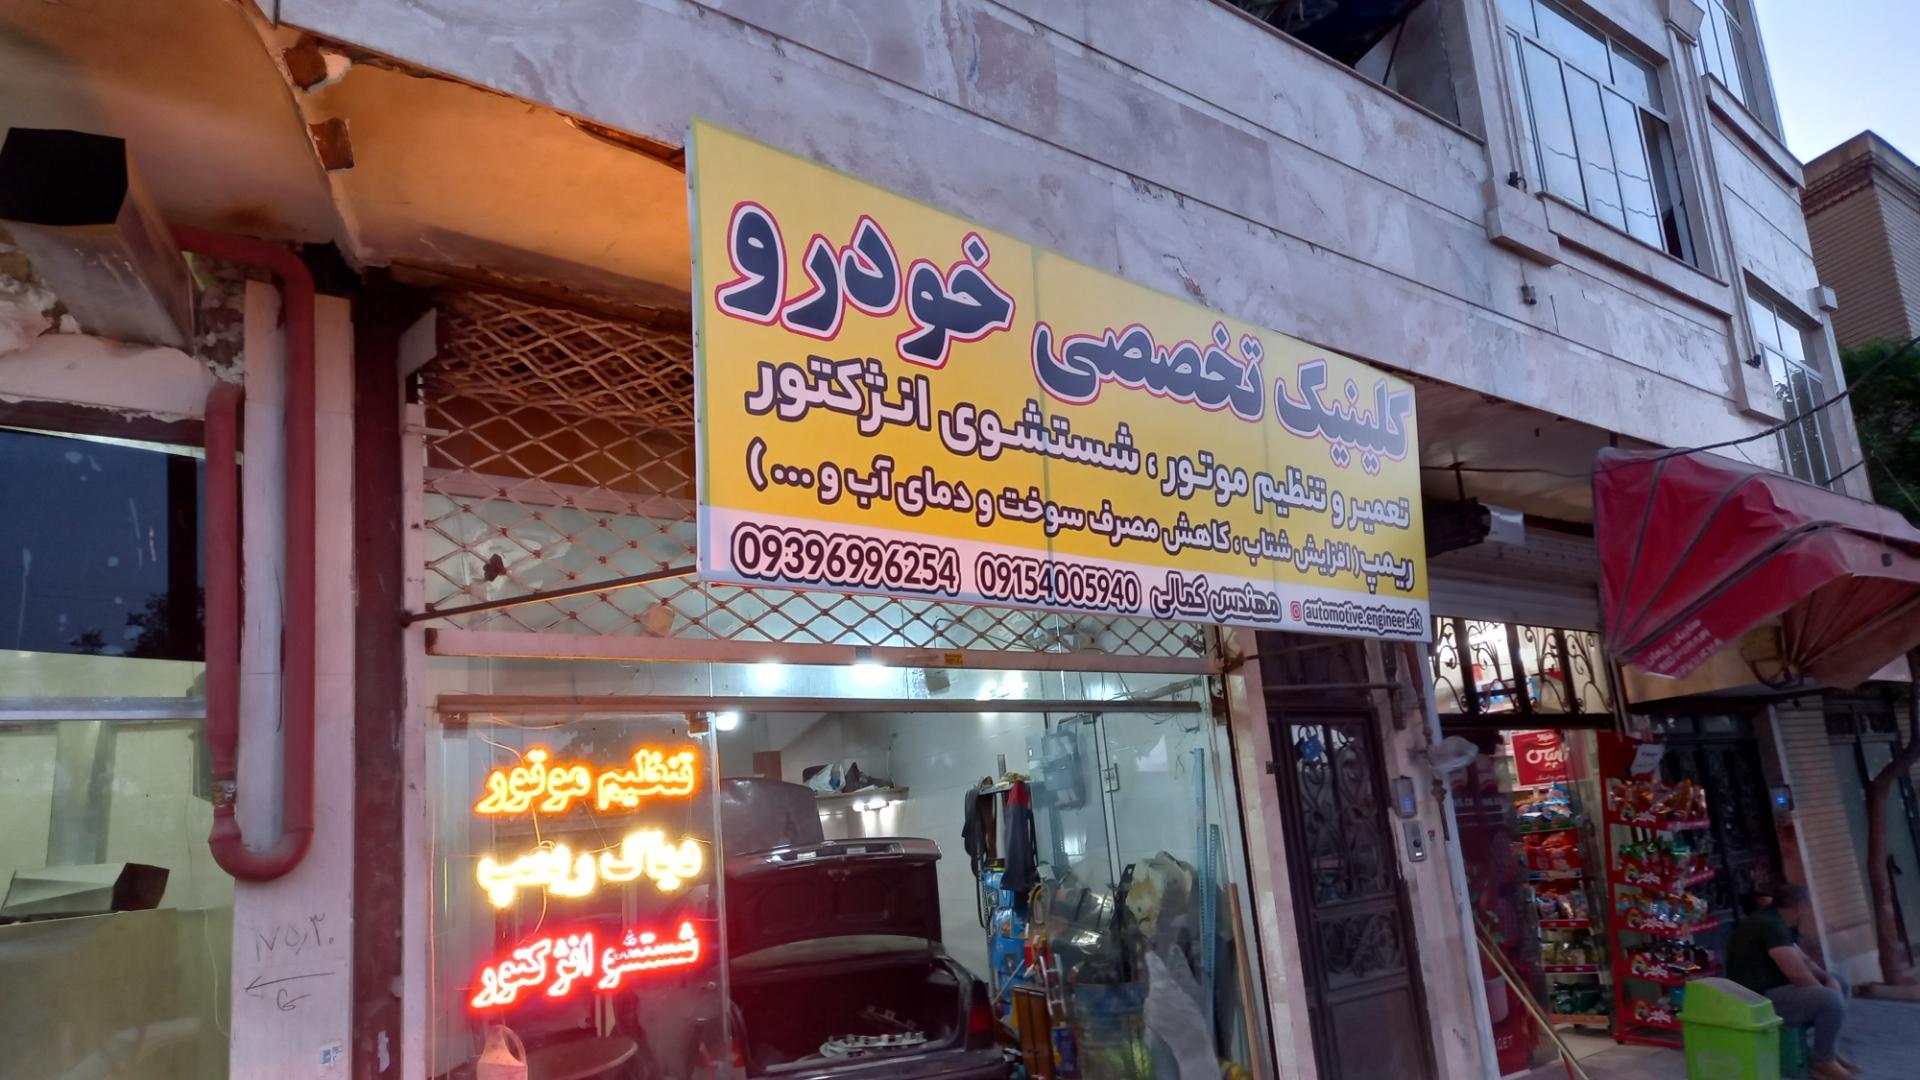 کلینیک تخصصی خودرو
تعمیر و تنظیم موتور ، شستشوی انژکتور
ریمپ( افزایش شتاب ، کاهش مصرف سوخت و دمای آب و ... )
automotive.engineer.sk مهندس کمالی 09154005940 09396996254
تنظیم موتور
دیاگ ریمپ
شستشو انژکتور